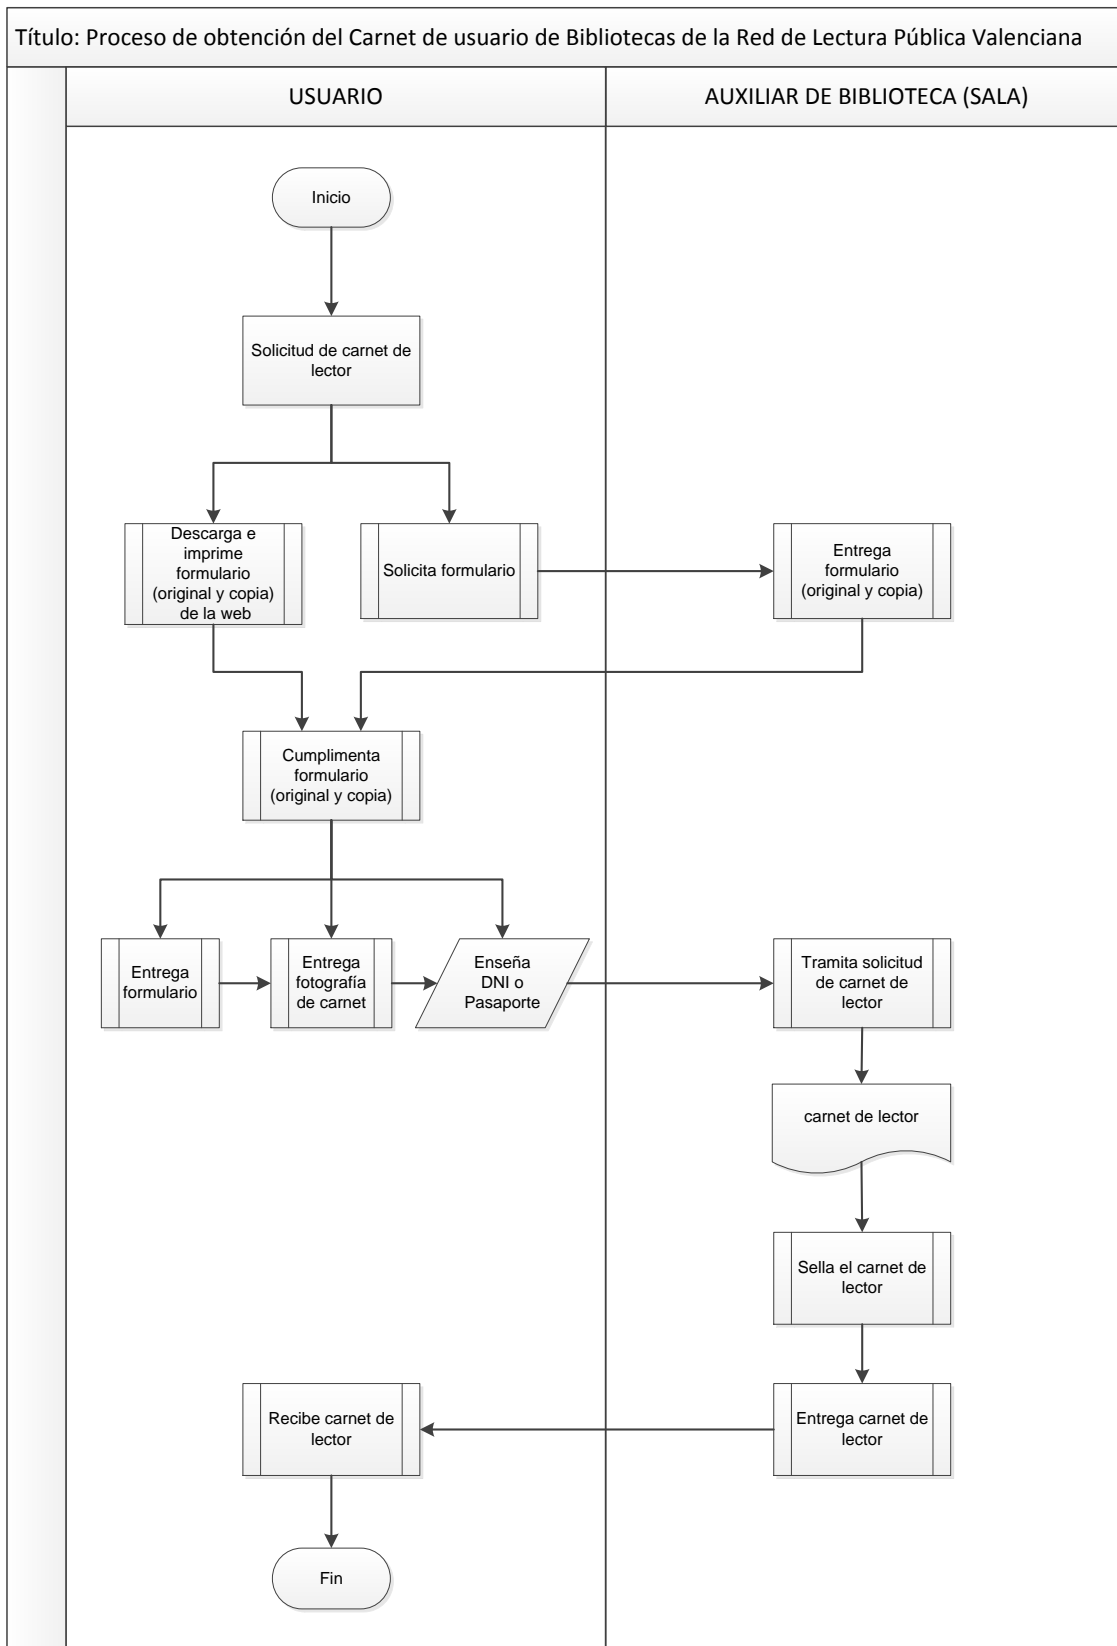 Título: Proceso de obtención del Carnet de usuario de Bibliotecas de la Red de Lectura Pública Valenciana
USUARIO
AUXILIAR DE BIBLIOTECA (SALA)
Inicio
Solicitud de carnet de
lector
Descarga e
imprime
formulario
(original y copia)
de la web
Solicita formulario
Entrega
formulario
(original y copia)
Cumplimenta
formulario
(original y copia)
Entrega
formulario
Entrega
fotografía
de carnet
Enseña
DNI o
Pasaporte
Tramita solicitud
de carnet de
lector
carnet de lector
Sella el carnet de
lector
Entrega carnet de
lector
Recibe carnet de
lector
Fin